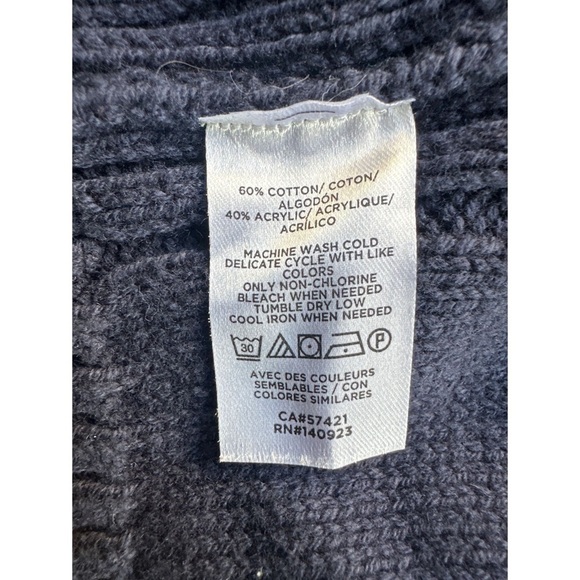 60% COTTON/ COTON/
ALGODÓN
40% ACRYLIC/ ACRYLIQUE/
ACRÍLICO
MACHINE WASH COLD
DELICATE CYCLE WITH LIKE
COLORS
ONLY NON-CHLORINE
BLEACH WHEN NEEDED
TUMBLE DRY LOW
COOL IRON WHEN NEEDED
30 P
AVEC DES COULEURS
SEMBLABLES / CON
COLORES SIMILARES
CA#57421
RN#140923